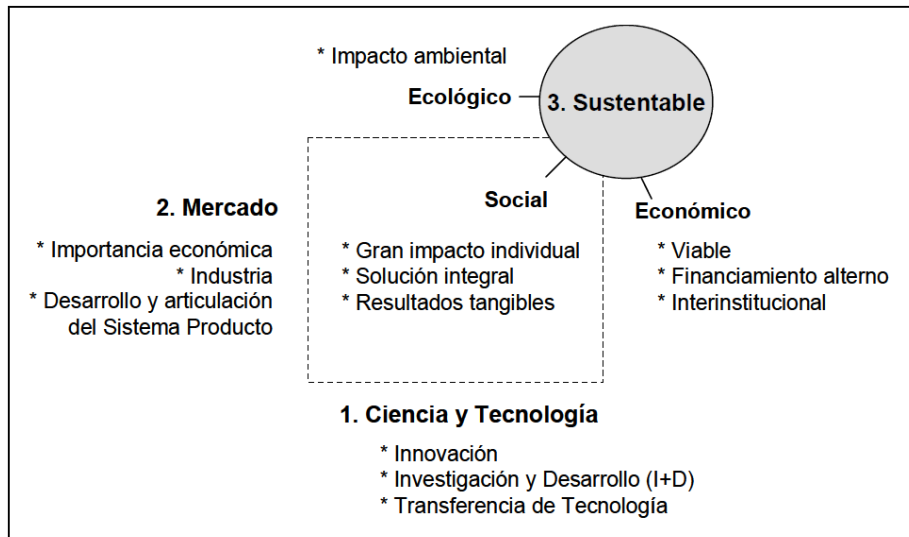 * Impacto ambiental
Ecológico
3. Sustentable
Social
Económico
2. Mercado
* Importancia económica
* Industria
* Desarrollo y articulación
del Sistema Producto
* Gran impacto individual
* Solución integral
* Resultados tangibles
* Viable
* Financiamiento alterno
* Interinstitucional
1. Ciencia y Tecnología
* Innovación
* Investigación y Desarrollo (I+D)
* Transferencia de Tecnología